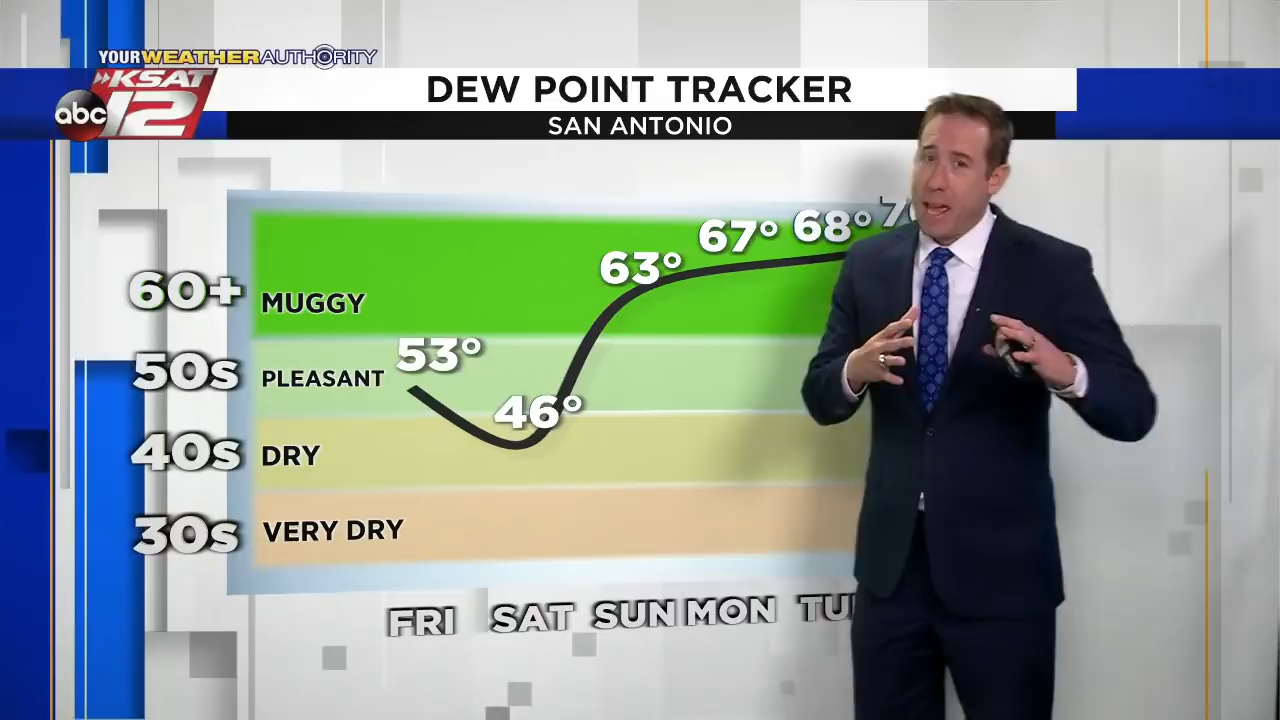 YOUR WEATHER AUTHORITY
KSAT
abc 12
DEW POINT TRACKER
SAN ANTONIO
60+ MUGGY
50s PLEASANT
40s DRY
30s VERY DRY
53° 46° 63° 67° 68°
FRI SAT SUN MON